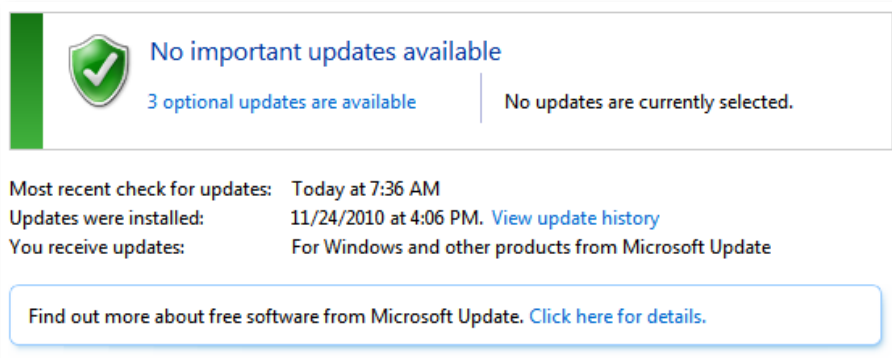 No important updates available
3 optional updates are available No updates are currently selected.
Most recent check for updates: Today at 7:36 AM
Updates were installed: 11/24/2010 at 4:06 PM. View update history
You receive updates: For Windows and other products from Microsoft Update
Find out more about free software from Microsoft Update. Click here for details.